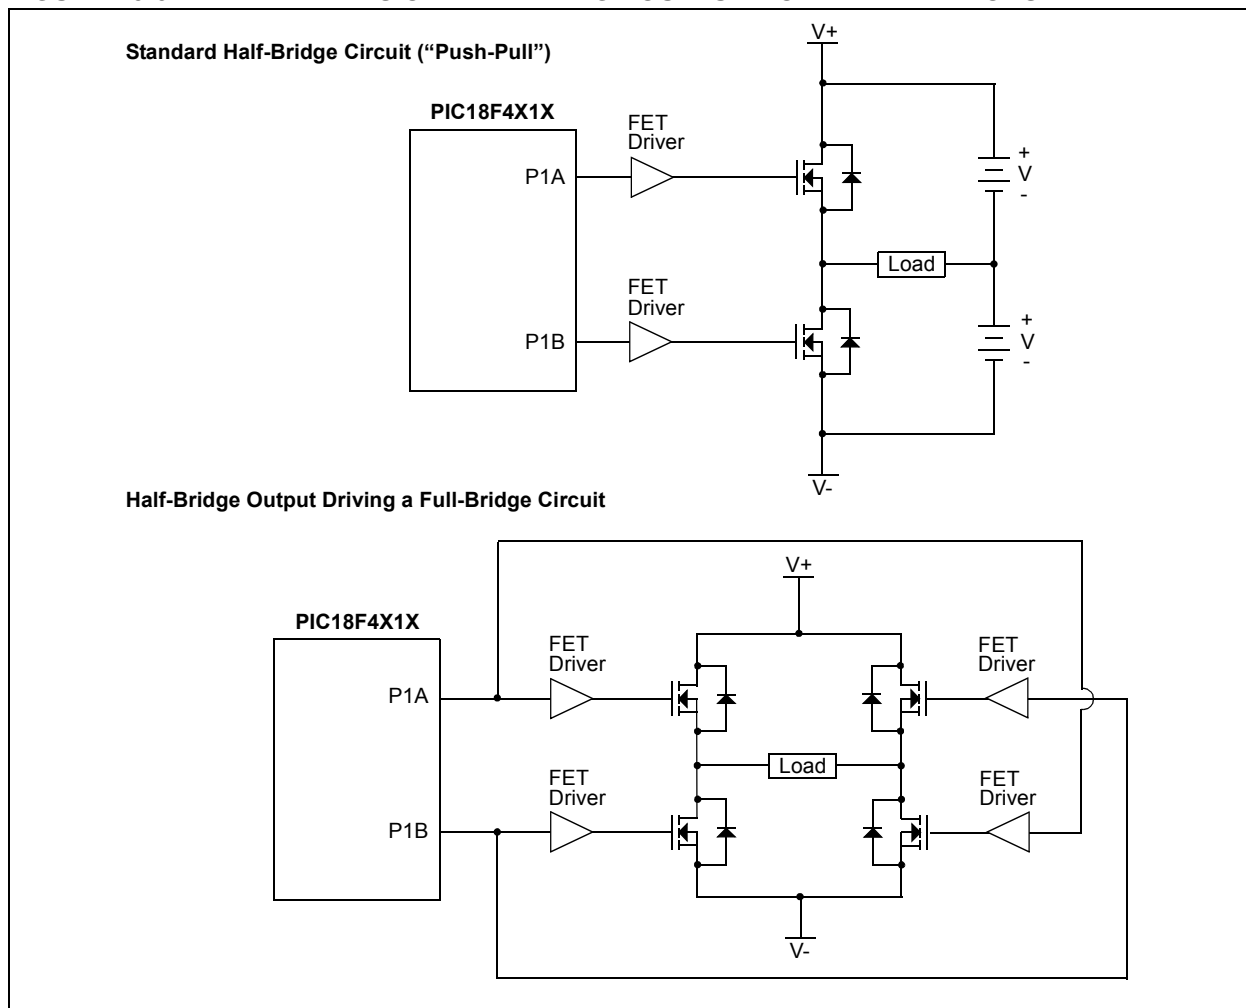 Standard Half-Bridge Circuit (“Push-Pull”)
V+
PIC18F4X1X
FET
Driver
P1A
+
V
-
Load
FET
Driver
P1B
+
V
-
V-
Half-Bridge Output Driving a Full-Bridge Circuit
V+
PIC18F4X1X
FET
Driver
FET
Driver
P1A
Load
FET
Driver
FET
Driver
P1B
V-